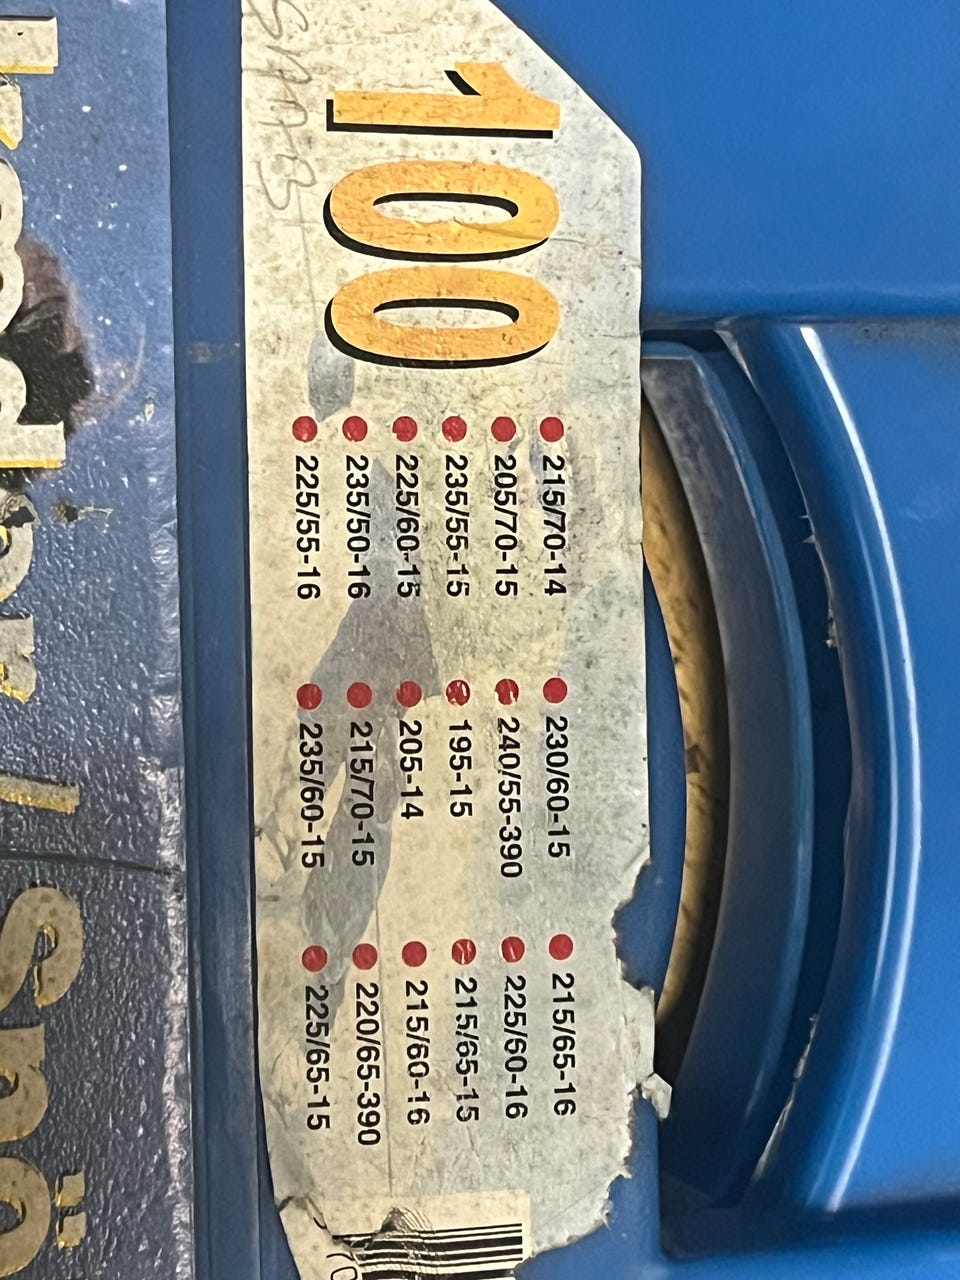 100
215/70-14 230/60-15 215/65-16
205/70-15 240/55-390 225/60-16
235/55-15 195-15 215/65-15
225/60-15 205-14 215/60-16
235/50-16 215/70-15 220/65-390
225/55-16 235/60-15 225/65-15
SAAB
/ Snö